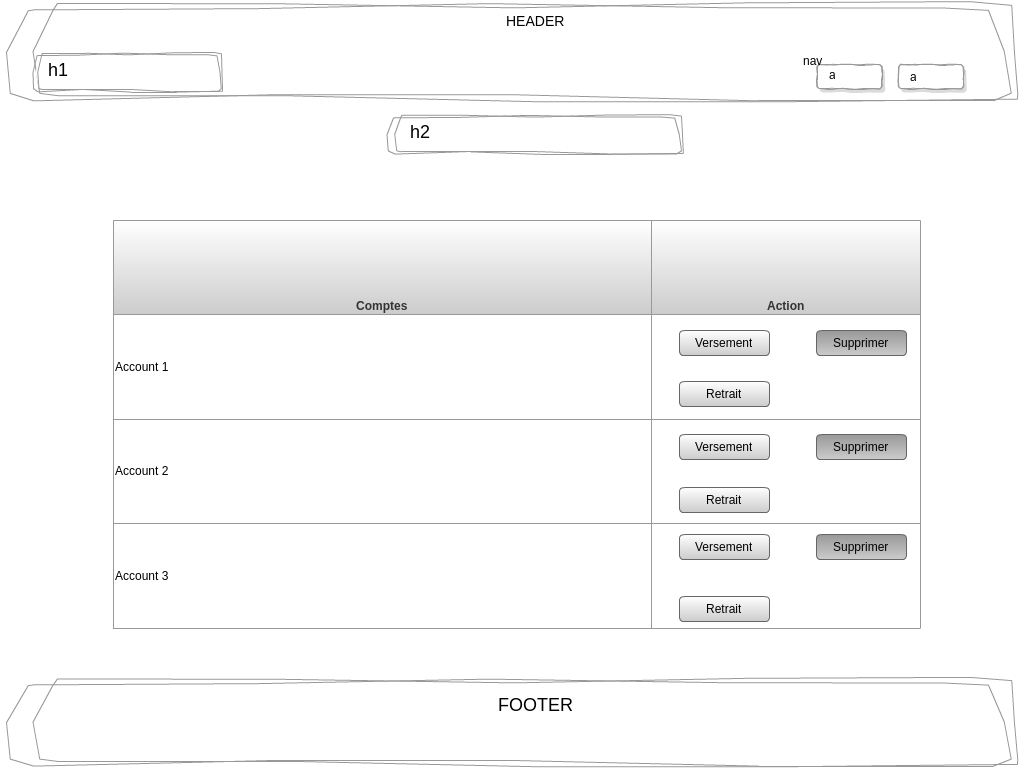 HEADER
h1
nav
a
a
h2
Comptes
Action
Account 1
Versement
Supprimer
Retrait
Account 2
Versement
Supprimer
Retrait
Account 3
Versement
Supprimer
Retrait
FOOTER